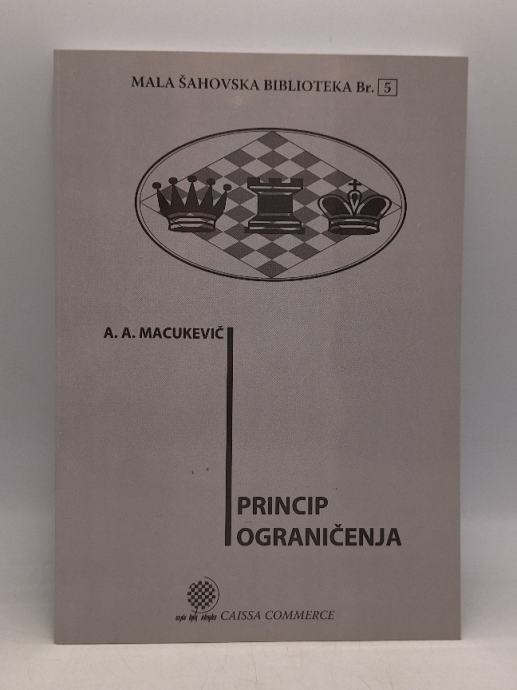 MALA ŠAHOVSKA BIBLIOTEKA Br. 5
A. A. MACUKEVIČ
PRINCIP
OGRANIČENJA
CAISSA COMMERCE